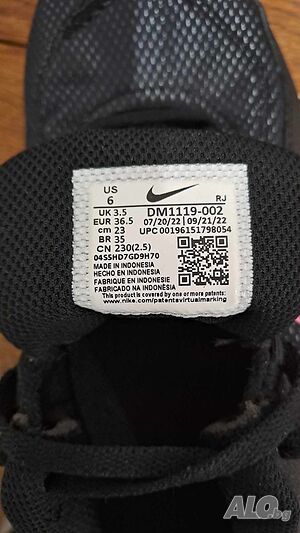 US
6
RJ
UK 3.5
EUR 36.5
cm 23
BR 35
CN 230(2.5)
DM1119-002
07/20/22 09/21/22
UPC 00196151798054
04SSHD7GD9H70
MADE IN INDONESIA
HECHO EN INDONESIA
FABRIQUE EN INDONESIE
FABRICADO NA INDONÉSIA
This product is covered by one or more patents:
https://www.nike.com/patentsvirtualmarking
ALO.bg